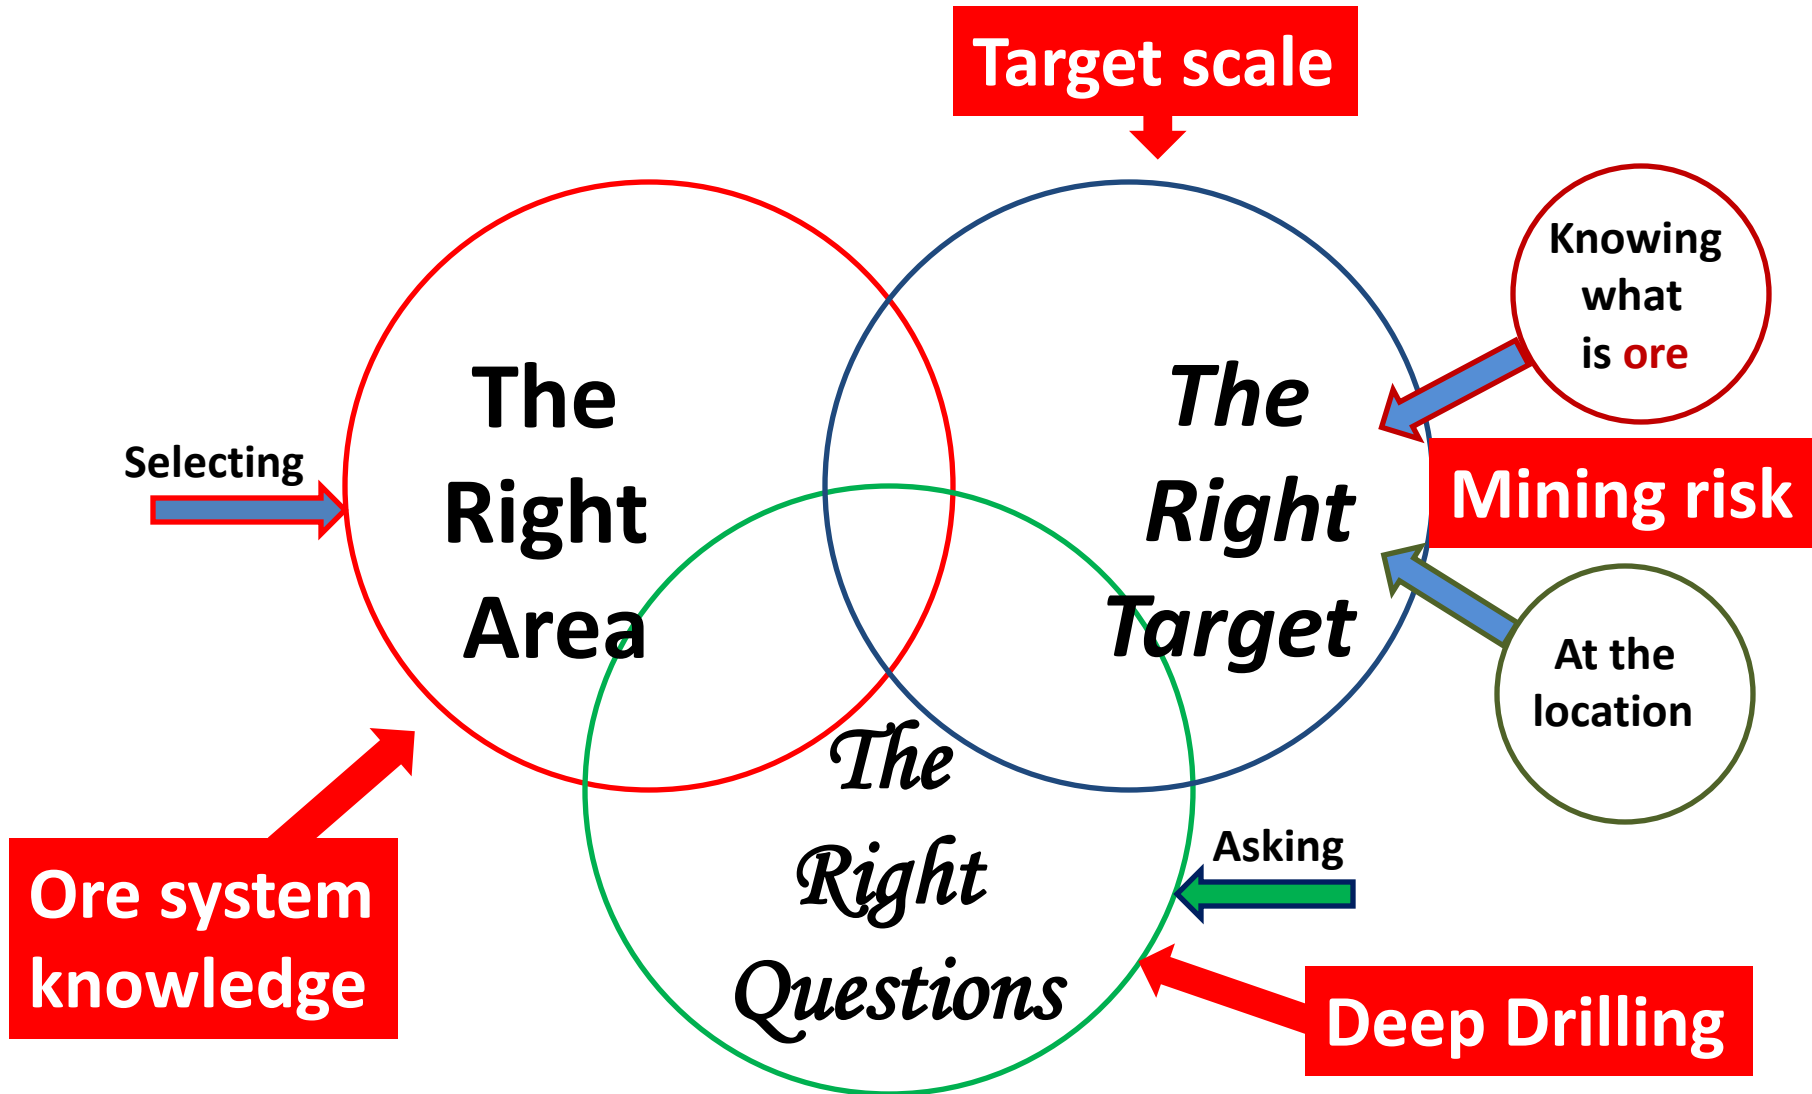 Target scale
Knowing
what
is ore
The
Right
Area
The
Right
Target
Selecting
Mining risk
At the
location
The
Right
Questions
Asking
Ore system
knowledge
Deep Drilling